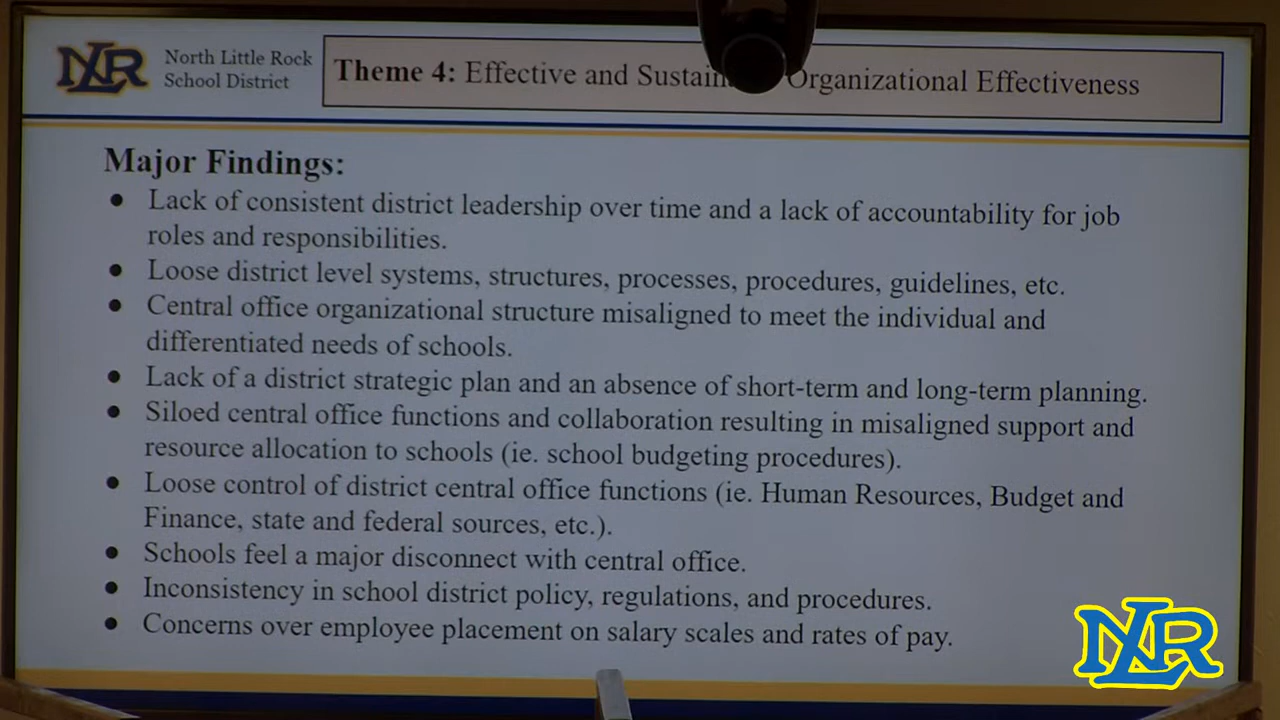 NLR
North Little Rock
School District
Theme 4: Effective and Organizational Effectiveness
Major Findings:
● Lack of consistent district leadership over time and a lack of accountability for job
roles and responsibilities.
● Loose district level systems, structures, processes, procedures, guidelines, etc.
● Central office organizational structure misaligned to meet the individual and
differentiated needs of schools.
● Lack of a district strategic plan and an absence of short-term and long-term planning.
● Siloed central office functions and collaboration resulting in misaligned support and
resource allocation to schools (ie. school budgeting procedures).
● Loose control of district central office functions (ie. Human Resources, Budget and
Finance, state and federal sources, etc.).
● Schools feel a major disconnect with central office.
● Inconsistency in school district policy, regulations, and procedures.
● Concerns over employee placement on salary scales and rates of pay.
NLR